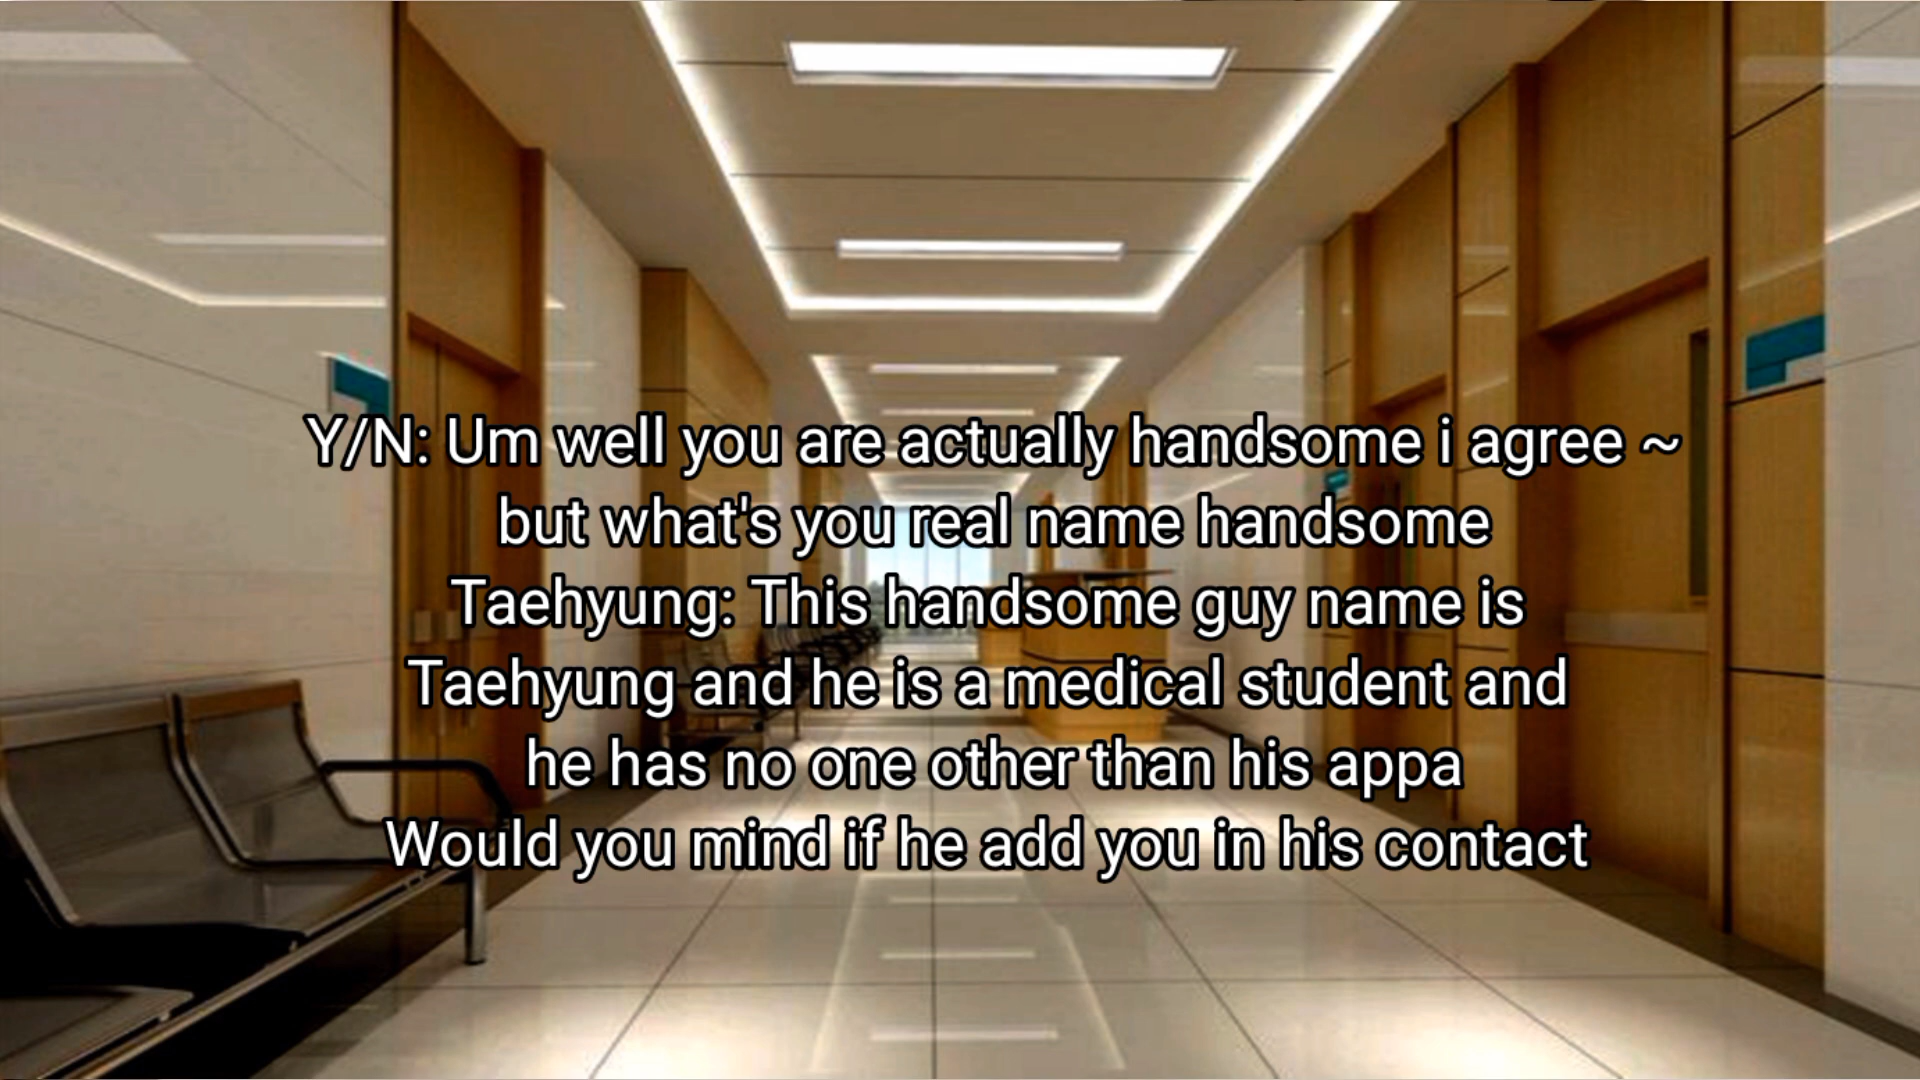 Y/N: Um well you are actually handsome i agree ~
but what's you real name handsome
Taehyung: This handsome guy name is
Taehyung and he is a medical student and
he has no one other than his appa
Would you mind if he add you in his contact